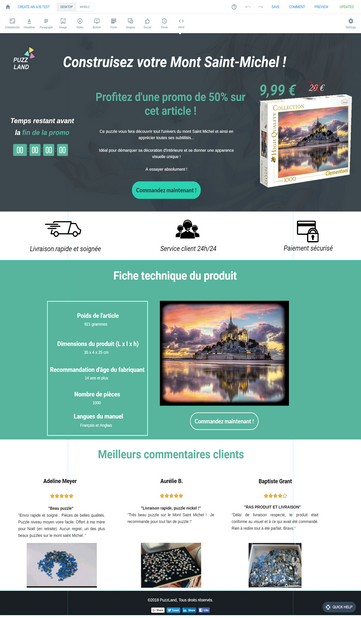 CREATE AN A/B TEST
DESKTOP
MOBILE
SAVE
COMMENT
PREVIEW
UPDATED
PUZZ
LAND
Construisez votre Mont Saint-Michel !
Profitez d'une promo de 50% sur
cet article !
9,99 €
20 €
Temps restant avant
la fin de la promo
00 00 00 00
Ce puzzle vous fera découvrir tout l'univers du mont Saint Michel et ainsi en
apprécier toutes ses subtilités...
Idéal pour démarquer sa décoration d'intérieure et se donner une apparence
visuelle unique !
A essayer absolument !
Commandez maintenant !
COLLECTION
1000
Clementoni
Livraison rapide et soignée
Service client 24h/24
Paiement sécurisé
Fiche technique du produit
Poids de l'article
821 grammes
Dimensions du produit (L x l x h)
35 x 4 x 25 cm
Recommandation d'âge du fabriquant
14 ans et plus
Nombre de pièces
1000
Langues du manuel
Français et Anglais
Commandez maintenant !
Meilleurs commentaires clients
Adeline Meyer
Aurélie B.
Baptiste Grant
"Beau puzzle"
"Livraison rapide, puzzle nickel !"
"RAS PRODUIT ET LIVRAISON"
"Envoi rapide et soigné . Pièces de belles qualités.
Puzzle niveau moyen voire facile. Offert à ma mère
pour Noël (en retraite). Aucun regret, un des plus
beaux puzzles sur le mont saint Michel."
"Très beau puzzle sur le Mont Saint Michel ! Je
recommande pour tout fan de puzzle !"
"Délai de livraison respecté, le produit était
conforme au visuel et à ce qui avait été commandé.
Rien à redire tout a été parfait. Bravo."
©2018 PuzzLand. Tous droits réservés.
Share
Tweet
Share
Like
QUICK HELP